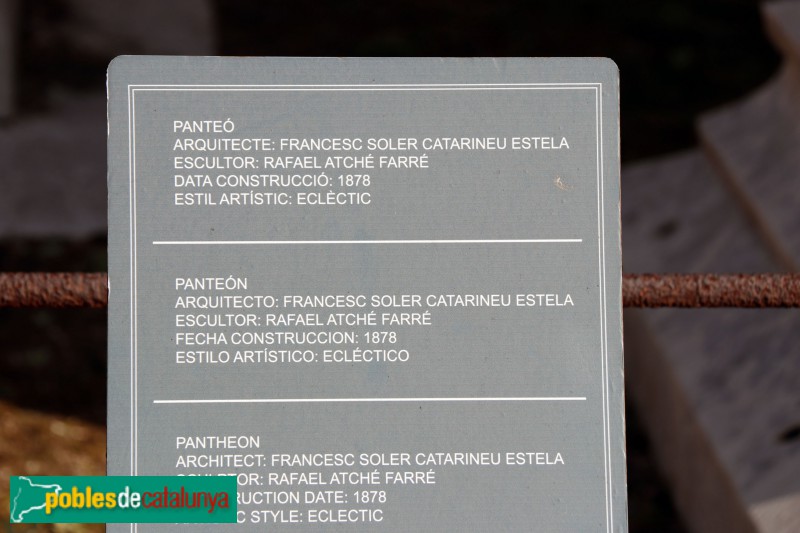 PANTEÓ
ARQUITECTE: FRANCESC SOLER CATARINEU ESTELA
ESCULTOR: RAFAEL ATCHÉ FARRÉ
DATA CONSTRUCCIÓ: 1878
ESTIL ARTÍSTIC: ECLÈCTIC
PANTEÓN
ARQUITECTO: FRANCESC SOLER CATARINEU ESTELA
ESCULTOR: RAFAEL ATCHÉ FARRÉ
FECHA CONSTRUCCION: 1878
ESTILO ARTÍSTICO: ECLÉCTICO
PANTHEON
ARCHITECT: FRANCESC SOLER CATARINEU ESTELA
RAFAEL ATCHÉ FARRÉ
DATE: 1878
STYLE: ECLECTIC
poblesdecatalunya